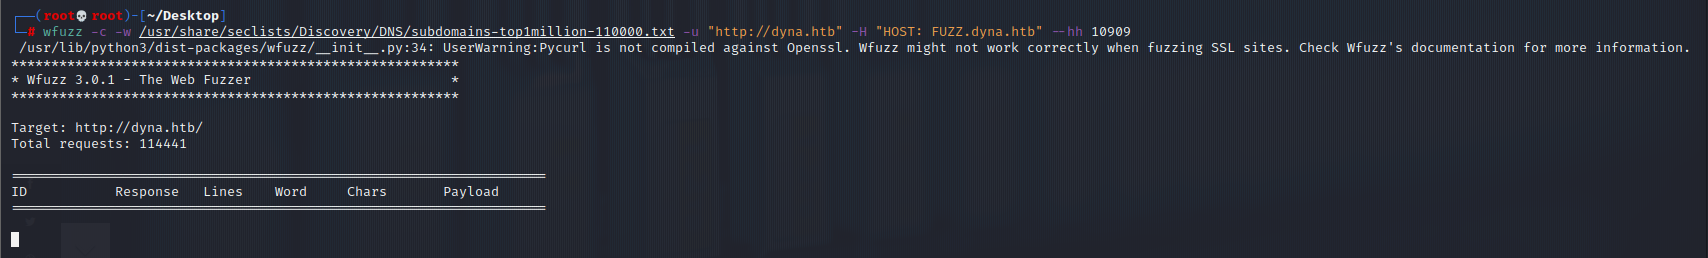 ┌──(root💀root)-[~/Desktop]
└─# wfuzz -c -w /usr/share/seclists/Discovery/DNS/subdomains-top1million-110000.txt -u "http://dyna.htb" -H "HOST: FUZZ.dyna.htb" --hh 10909
 /usr/lib/python3/dist-packages/wfuzz/__init__.py:34: UserWarning:Pycurl is not compiled against Openssl. Wfuzz might not work correctly when fuzzing SSL sites. Check Wfuzz's documentation for more information.
********************************************************
* Wfuzz 3.0.1 - The Web Fuzzer                         *
********************************************************

Target: http://dyna.htb/
Total requests: 114441

===================================================================
ID           Response   Lines    Word     Chars       Payload
===================================================================